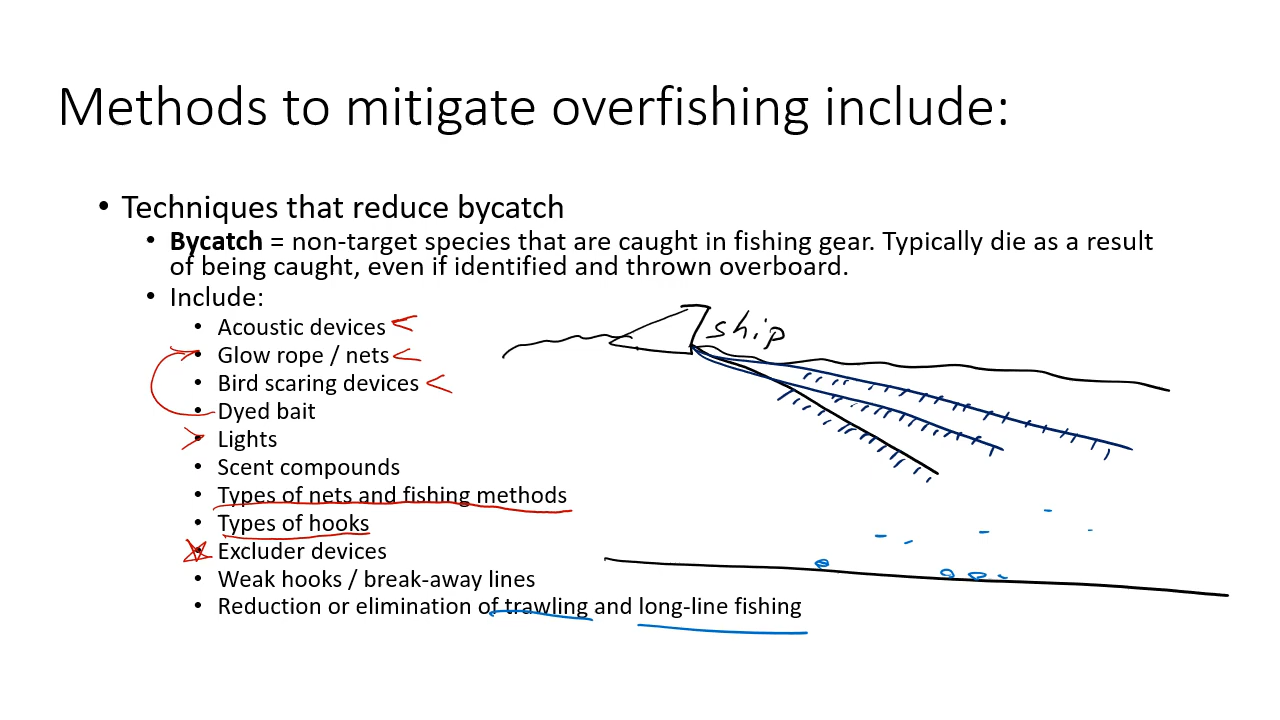 Methods to mitigate overfishing include:
• Techniques that reduce bycatch
• Bycatch = non-target species that are caught in fishing gear. Typically die as a result
of being caught, even if identified and thrown overboard.
• Include:
• Acoustic devices
• Glow rope / nets
• Bird scaring devices
• Dyed bait
• Lights
• Scent compounds
• Types of nets and fishing methods
• Types of hooks
• Excluder devices
• Weak hooks / break-away lines
• Reduction or elimination of trawling and long-line fishing
ship